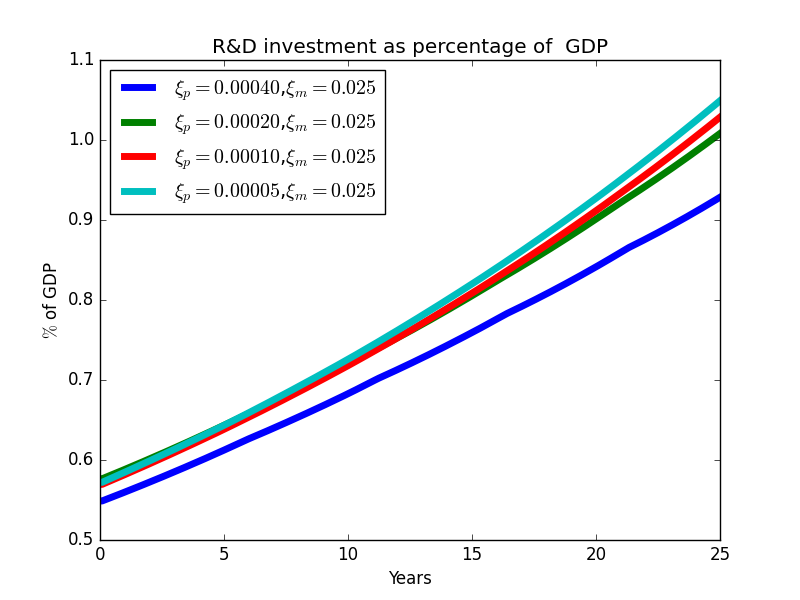 R&D investment as percentage of  GDP
1.1
1.0
0.9
0.8
0.7
0.6
0.5
% of GDP
ξp = 0.00040,ξm = 0.025
ξp = 0.00020,ξm = 0.025
ξp = 0.00010,ξm = 0.025
ξp = 0.00005,ξm = 0.025
0 5 10 15 20 25
Years